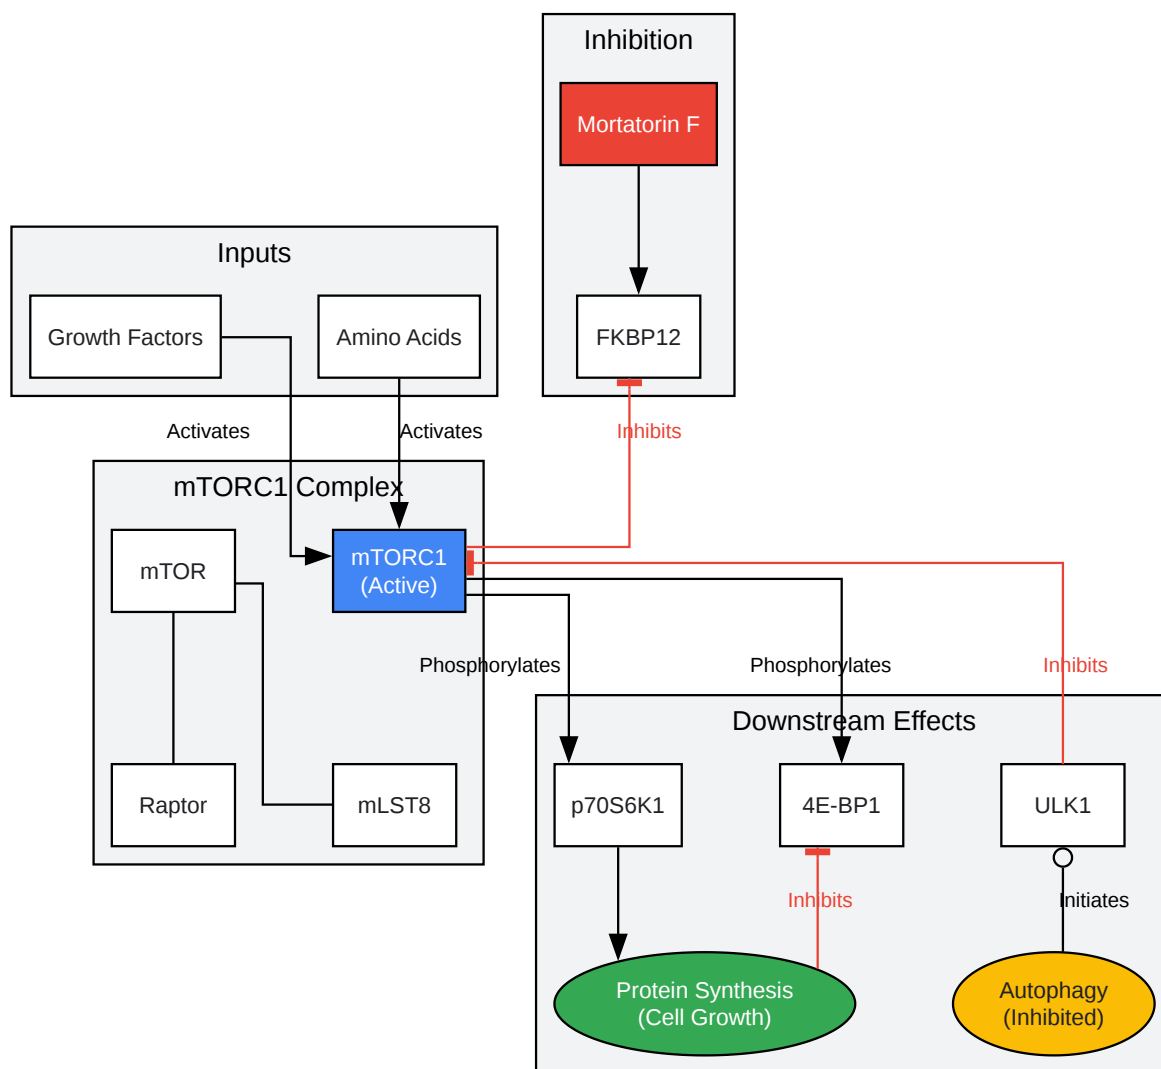 Inhibition
Mortatorin F
Inputs
Growth Factors
Amino Acids
FKBP12
Activates
Activates
Inhibits
mTORC1 Complex
mTOR
mTORC1
(Active)
Phosphorylates
Phosphorylates
Inhibits
Downstream Effects
Raptor
mLST8
p70S6K1
4E-BP1
ULK1
Inhibits
Initiates
Protein Synthesis
(Cell Growth)
Autophagy
(Inhibited)